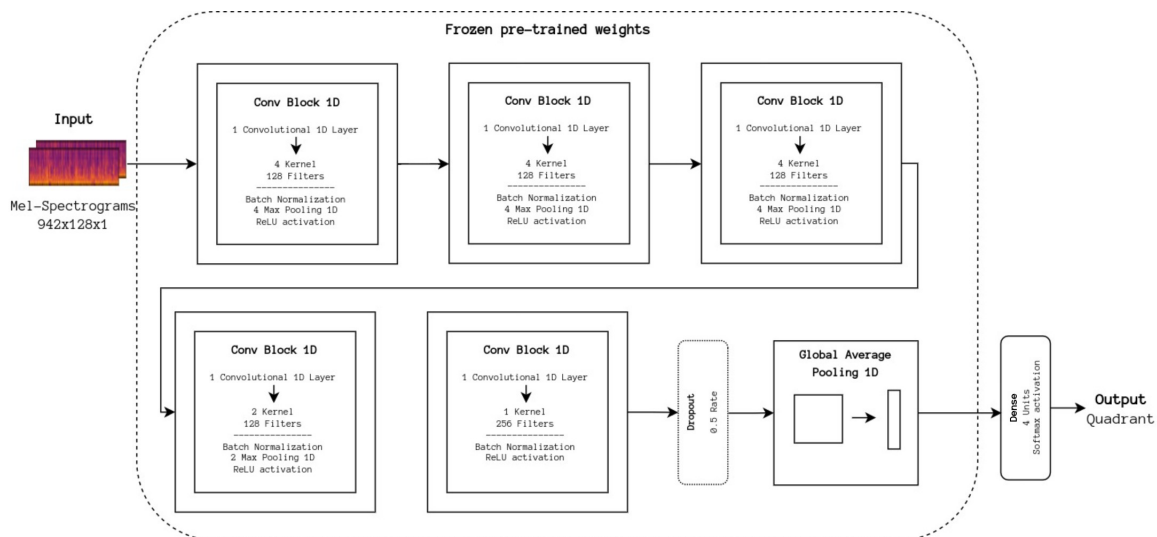 Frozen pre-trained weights
Input
Mel-Spectrograms
942x128x1
Conv Block 1D
1 Convolutional 1D Layer
4 Kernel
128 Filters
----------------
Batch Normalization
4 Max Pooling 1D
ReLU activation
Conv Block 1D
1 Convolutional 1D Layer
4 Kernel
128 Filters
----------------
Batch Normalization
4 Max Pooling 1D
ReLU activation
Conv Block 1D
1 Convolutional 1D Layer
4 Kernel
128 Filters
----------------
Batch Normalization
4 Max Pooling 1D
ReLU activation
Conv Block 1D
1 Convolutional 1D Layer
2 Kernel
128 Filters
----------------
Batch Normalization
2 Max Pooling 1D
ReLU activation
Conv Block 1D
1 Convolutional 1D Layer
1 Kernel
256 Filters
----------------
Batch Normalization
ReLU activation
Dropout
0.5 Rate
Global Average
Pooling 1D
Dense
4 Units
Softmax activation
Output
Quadrant